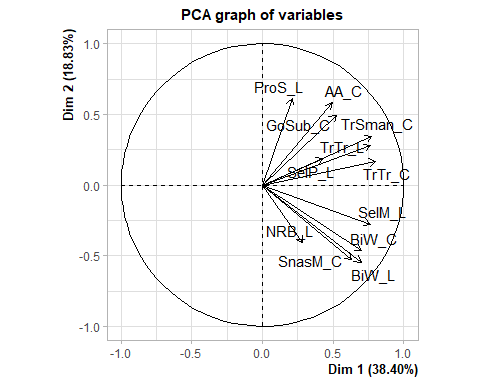 PCA graph of variables
Dim 2 (18.83%)
1.0
0.5
0.0
-0.5
-1.0
ProS_L
AA_C
GoSub_C
TrSman_C
TrTr_L
SelP_L
TrTr_C
SelM_L
NRB_L
BiW_C
SnasM_C
BiW_L
-1.0
-0.5
0.0
0.5
1.0
Dim 1 (38.40%)